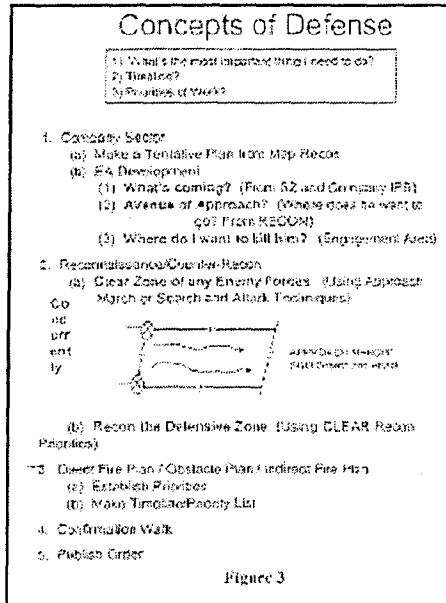 Concepts of Defense
1) What's the most important thing I need to do?
2) Timeline?
3) Priorities of Work?
1. Company Sector
(a) Make a Tentative Plan from Map Recon
(b) EA Development
(1) What's coming? (From S2 and Company IPB)
(2) Avenue of Approach? (Where does he want to
go? From RECON)
(3) Where do I want to kill him? (Engagement Area)
2. Reconnaissance/Counter-Recon
(a) Clear Zone of any Enemy Forces (Using Approach
March or Search and Attack Techniques)
Co
nc
urr
ent
ly
(b) Recon the Defensive Zone (Using CLEAR Recon
Priorities)
3. Direct Fire Plan / Obstacle Plan / Indirect Fire Plan
(a) Establish Priorities
(b) Make Timeline/Priority List
4. Confirmation Walk
5. Publish Order
Figure 3